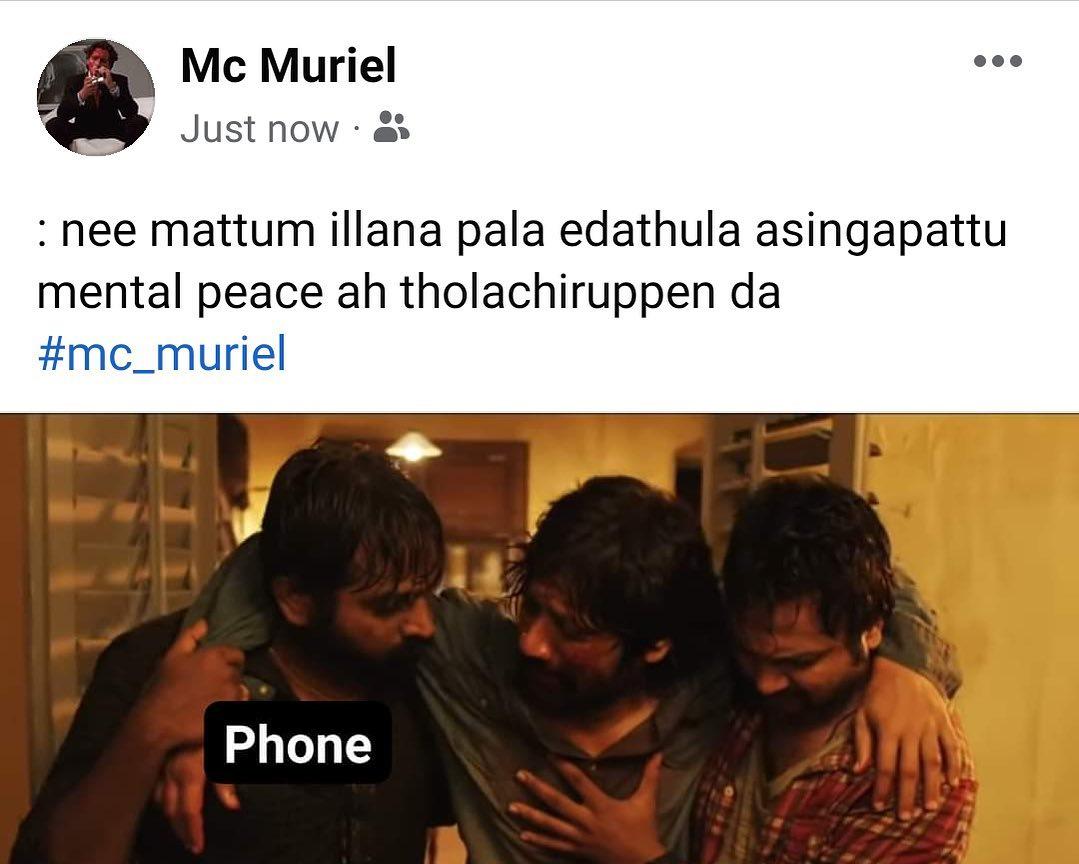 Mc Muriel
Just now ·
: nee mattum illana pala edathula asingapattu
mental peace ah tholachiruppen da
#mc_muriel
Phone